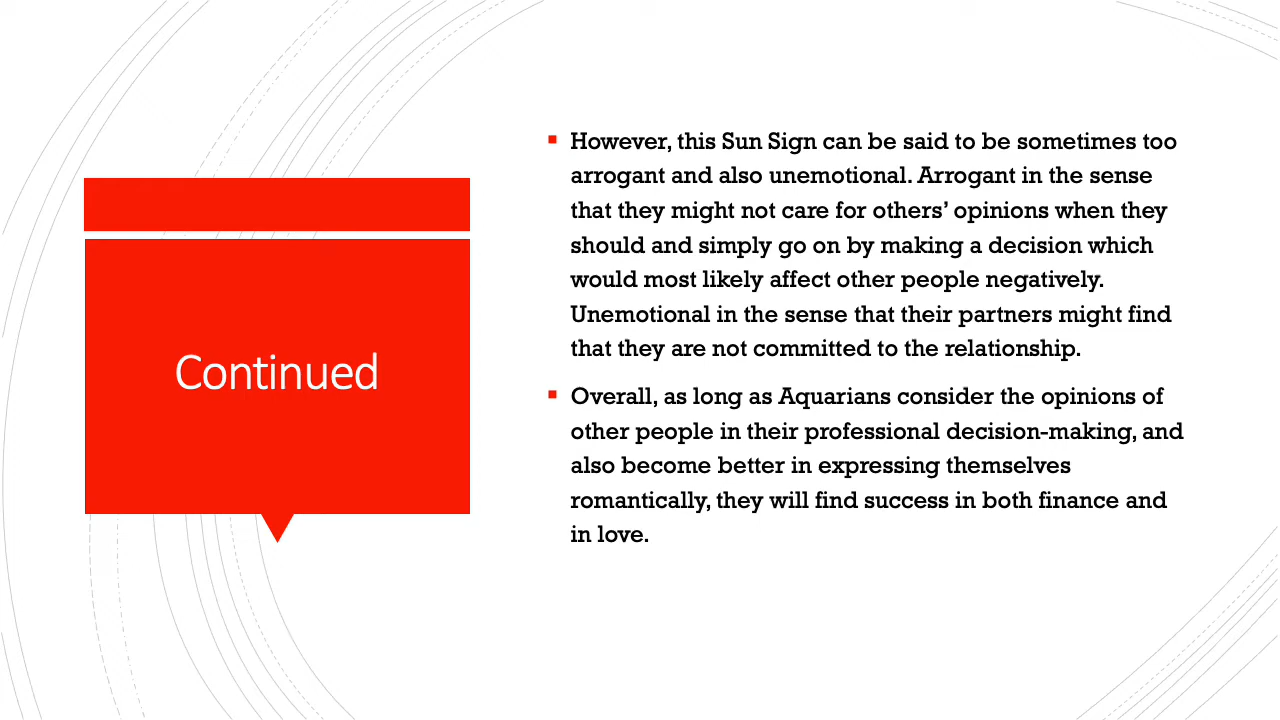 Continued
However, this Sun Sign can be said to be sometimes too
arrogant and also unemotional. Arrogant in the sense
that they might not care for others’ opinions when they
should and simply go on by making a decision which
would most likely affect other people negatively.
Unemotional in the sense that their partners might find
that they are not committed to the relationship.
Overall, as long as Aquarians consider the opinions of
other people in their professional decision-making, and
also become better in expressing themselves
romantically, they will find success in both finance and
in love.